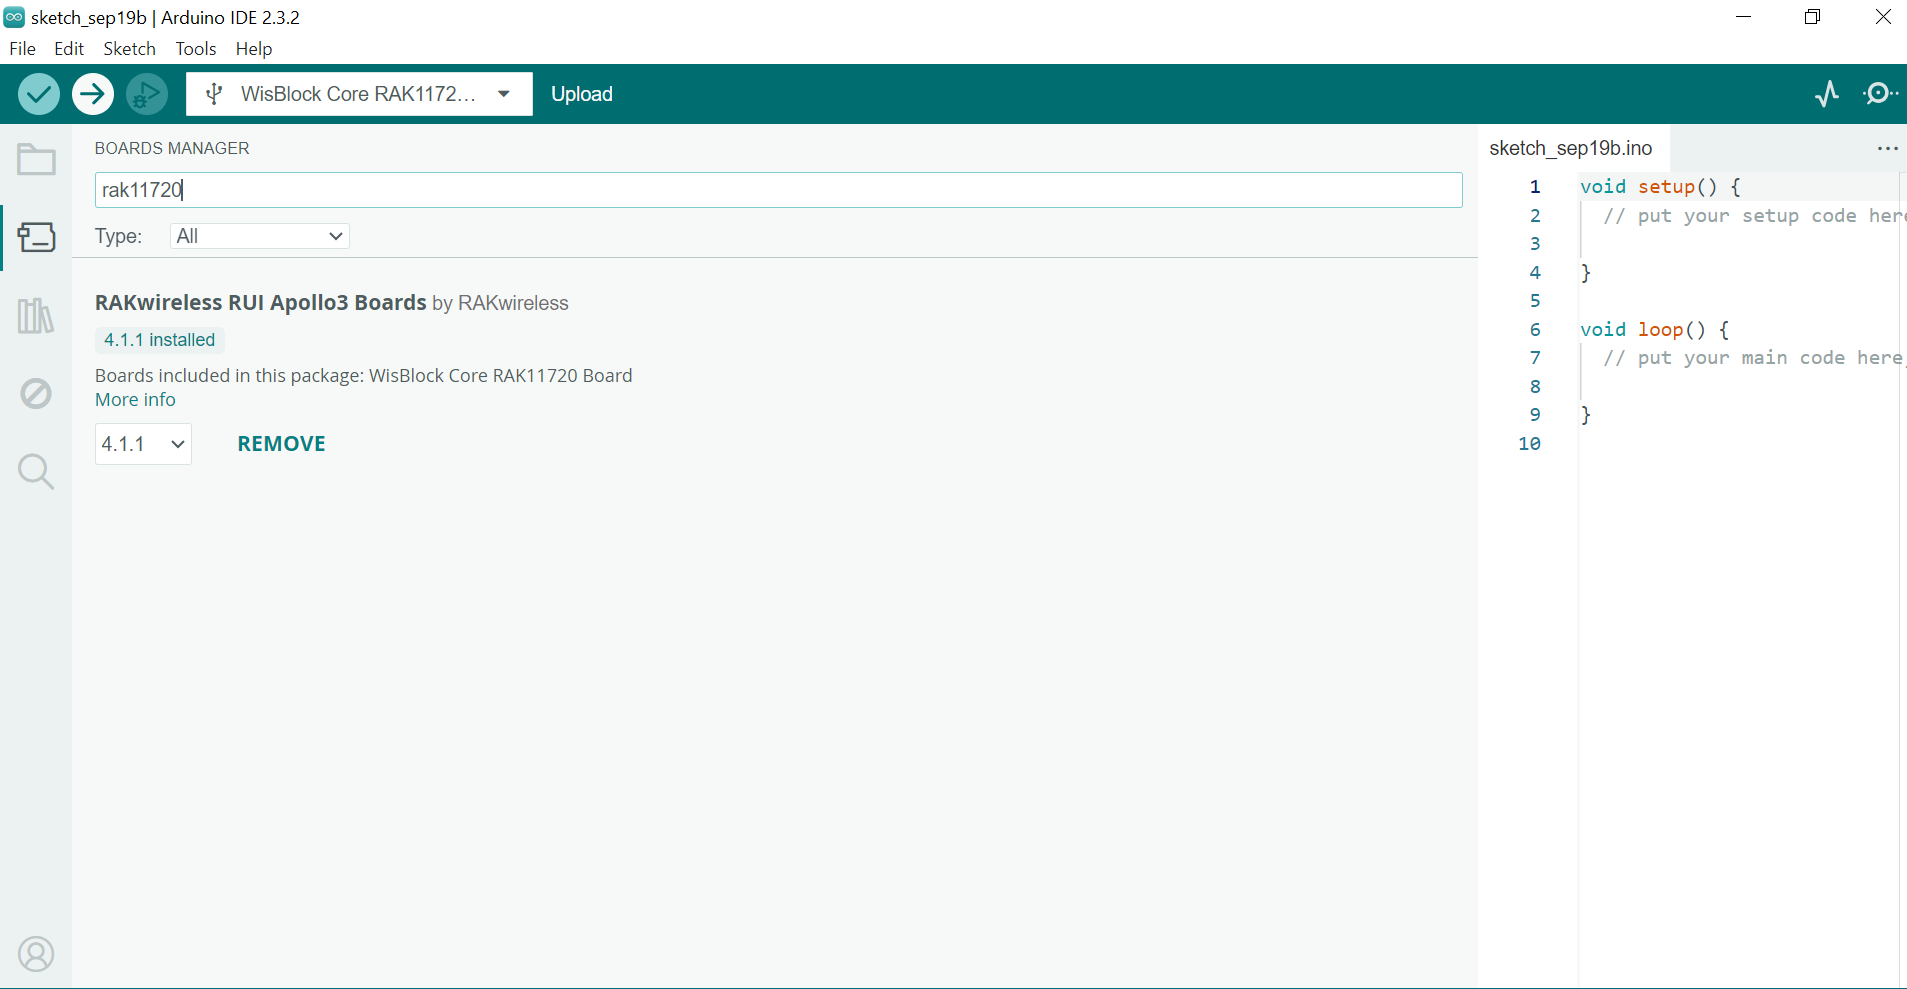 sketch_sep19b | Arduino IDE 2.3.2
File Edit Sketch Tools Help
WisBlock Core RAK1172...
Upload
BOARDS MANAGER
rak11720
Type: All
RAKwireless RUI Apollo3 Boards by RAKwireless
4.1.1 installed
Boards included in this package: WisBlock Core RAK11720 Board
More info
4.1.1 REMOVE
sketch_sep19b.ino ...
1 void setup() {
2 // put your setup code here
3
4 }
5
6 void loop() {
7 // put your main code here,
8
9 }
10